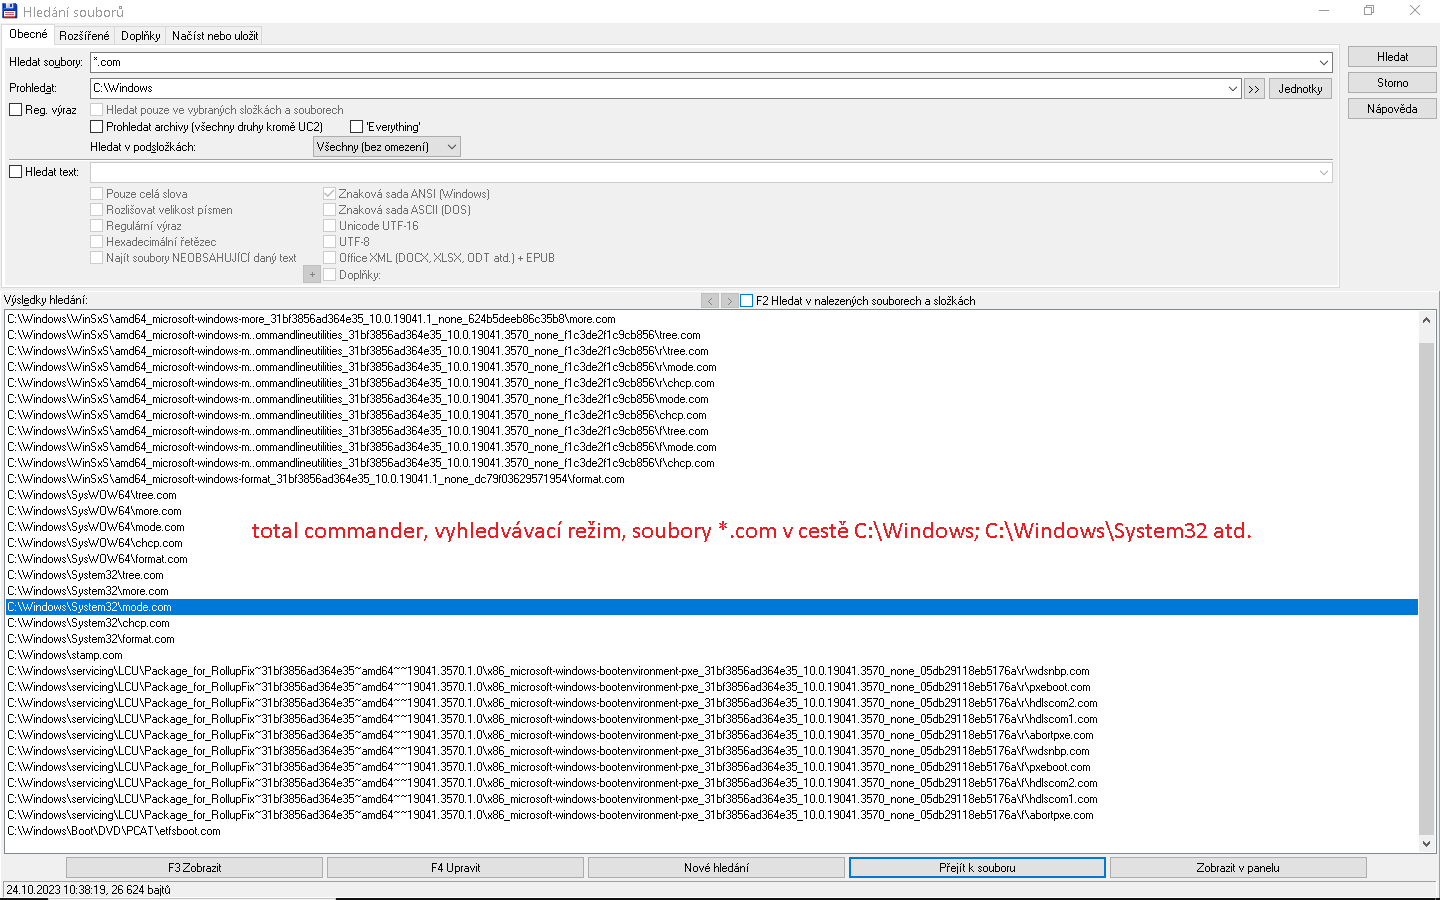 Hledání souborů
Obecné Rozšířené Doplňky Načíst nebo uložit
Hledat soubory: *.com Hledat
Prohledat: C:\Windows >> Jednotky Storno
Reg. výraz Hledat pouze ve vybraných složkách a souborech Nápověda
Prohledat archivy (všechny druhy kromě UC2) 'Everything'
Hledat v podsložkách: Všechny (bez omezení)
Hledat text:
Pouze celá slova Znaková sada ANSI (Windows)
Rozlišovat velikost písmen Znaková sada ASCII (DOS)
Regulární výraz Unicode UTF-16
Hexadecimální řetězec UTF-8
Najít soubory NEOBSAHUJÍCÍ daný text Office XML (DOCX, XLSX, ODT atd.) + EPUB
+ Doplňky:
Výsledky hledání: < > F2 Hledat v nalezených souborech a složkách
C:\Windows\WinSxS\amd64_microsoft-windows-more_31bf3856ad364e35_10.0.19041.1_none_624b5deeb86c35b8\more.com
C:\Windows\WinSxS\amd64_microsoft-windows-m..ommandlineutilities_31bf3856ad364e35_10.0.19041.3570_none_f1c3de2f1c9cb856\tree.com
C:\Windows\WinSxS\amd64_microsoft-windows-m..ommandlineutilities_31bf3856ad364e35_10.0.19041.3570_none_f1c3de2f1c9cb856\r\tree.com
C:\Windows\WinSxS\amd64_microsoft-windows-m..ommandlineutilities_31bf3856ad364e35_10.0.19041.3570_none_f1c3de2f1c9cb856\r\mode.com
C:\Windows\WinSxS\amd64_microsoft-windows-m..ommandlineutilities_31bf3856ad364e35_10.0.19041.3570_none_f1c3de2f1c9cb856\r\chcp.com
C:\Windows\WinSxS\amd64_microsoft-windows-m..ommandlineutilities_31bf3856ad364e35_10.0.19041.3570_none_f1c3de2f1c9cb856\mode.com
C:\Windows\WinSxS\amd64_microsoft-windows-m..ommandlineutilities_31bf3856ad364e35_10.0.19041.3570_none_f1c3de2f1c9cb856\chcp.com
C:\Windows\WinSxS\amd64_microsoft-windows-m..ommandlineutilities_31bf3856ad364e35_10.0.19041.3570_none_f1c3de2f1c9cb856\f\tree.com
C:\Windows\WinSxS\amd64_microsoft-windows-m..ommandlineutilities_31bf3856ad364e35_10.0.19041.3570_none_f1c3de2f1c9cb856\f\mode.com
C:\Windows\WinSxS\amd64_microsoft-windows-m..ommandlineutilities_31bf3856ad364e35_10.0.19041.3570_none_f1c3de2f1c9cb856\f\chcp.com
C:\Windows\WinSxS\amd64_microsoft-windows-format_31bf3856ad364e35_10.0.19041.1_none_dc79f03629571954\format.com
C:\Windows\SysWOW64\tree.com
C:\Windows\SysWOW64\more.com
C:\Windows\SysWOW64\mode.com
total commander, vyhledvávací režim, soubory *.com v cestě C:\Windows; C:\Windows\System32 atd.
C:\Windows\SysWOW64\chcp.com
C:\Windows\SysWOW64\format.com
C:\Windows\System32\tree.com
C:\Windows\System32\more.com
C:\Windows\System32\mode.com
C:\Windows\System32\chcp.com
C:\Windows\System32\format.com
C:\Windows\stamp.com
C:\Windows\servicing\LCU\Package_for_RollupFix~31bf3856ad364e35~amd64~~19041.3570.1.0\x86_microsoft-windows-bootenvironment-pxe_31bf3856ad364e35_10.0.19041.3570_none_05db29118eb5176a\r\wdsnbp.com
C:\Windows\servicing\LCU\Package_for_RollupFix~31bf3856ad364e35~amd64~~19041.3570.1.0\x86_microsoft-windows-bootenvironment-pxe_31bf3856ad364e35_10.0.19041.3570_none_05db29118eb5176a\r\pxeboot.com
C:\Windows\servicing\LCU\Package_for_RollupFix~31bf3856ad364e35~amd64~~19041.3570.1.0\x86_microsoft-windows-bootenvironment-pxe_31bf3856ad364e35_10.0.19041.3570_none_05db29118eb5176a\r\hdlscom2.com
C:\Windows\servicing\LCU\Package_for_RollupFix~31bf3856ad364e35~amd64~~19041.3570.1.0\x86_microsoft-windows-bootenvironment-pxe_31bf3856ad364e35_10.0.19041.3570_none_05db29118eb5176a\r\hdlscom1.com
C:\Windows\servicing\LCU\Package_for_RollupFix~31bf3856ad364e35~amd64~~19041.3570.1.0\x86_microsoft-windows-bootenvironment-pxe_31bf3856ad364e35_10.0.19041.3570_none_05db29118eb5176a\r\abortpxe.com
C:\Windows\servicing\LCU\Package_for_RollupFix~31bf3856ad364e35~amd64~~19041.3570.1.0\x86_microsoft-windows-bootenvironment-pxe_31bf3856ad364e35_10.0.19041.3570_none_05db29118eb5176a\f\wdsnbp.com
C:\Windows\servicing\LCU\Package_for_RollupFix~31bf3856ad364e35~amd64~~19041.3570.1.0\x86_microsoft-windows-bootenvironment-pxe_31bf3856ad364e35_10.0.19041.3570_none_05db29118eb5176a\f\pxeboot.com
C:\Windows\servicing\LCU\Package_for_RollupFix~31bf3856ad364e35~amd64~~19041.3570.1.0\x86_microsoft-windows-bootenvironment-pxe_31bf3856ad364e35_10.0.19041.3570_none_05db29118eb5176a\f\hdlscom2.com
C:\Windows\servicing\LCU\Package_for_RollupFix~31bf3856ad364e35~amd64~~19041.3570.1.0\x86_microsoft-windows-bootenvironment-pxe_31bf3856ad364e35_10.0.19041.3570_none_05db29118eb5176a\f\hdlscom1.com
C:\Windows\servicing\LCU\Package_for_RollupFix~31bf3856ad364e35~amd64~~19041.3570.1.0\x86_microsoft-windows-bootenvironment-pxe_31bf3856ad364e35_10.0.19041.3570_none_05db29118eb5176a\f\abortpxe.com
C:\Windows\Boot\DVD\PCAT\etfsboot.com
F3 Zobrazit F4 Upravit Nové hledání Přejít k souboru Zobrazit v panelu
24.10.2023 10:38:19, 26 624 bajtů